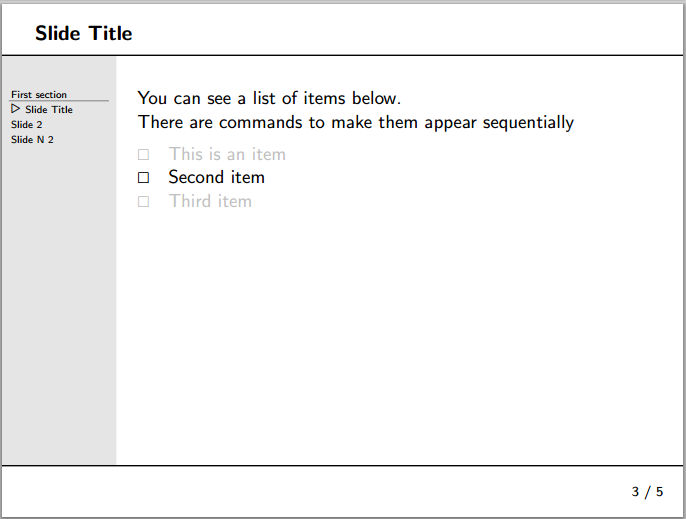 Slide Title
First section
Slide Title
Slide 2
Slide N 2
You can see a list of items below.
There are commands to make them appear sequentially
This is an item
Second item
Third item
3 / 5